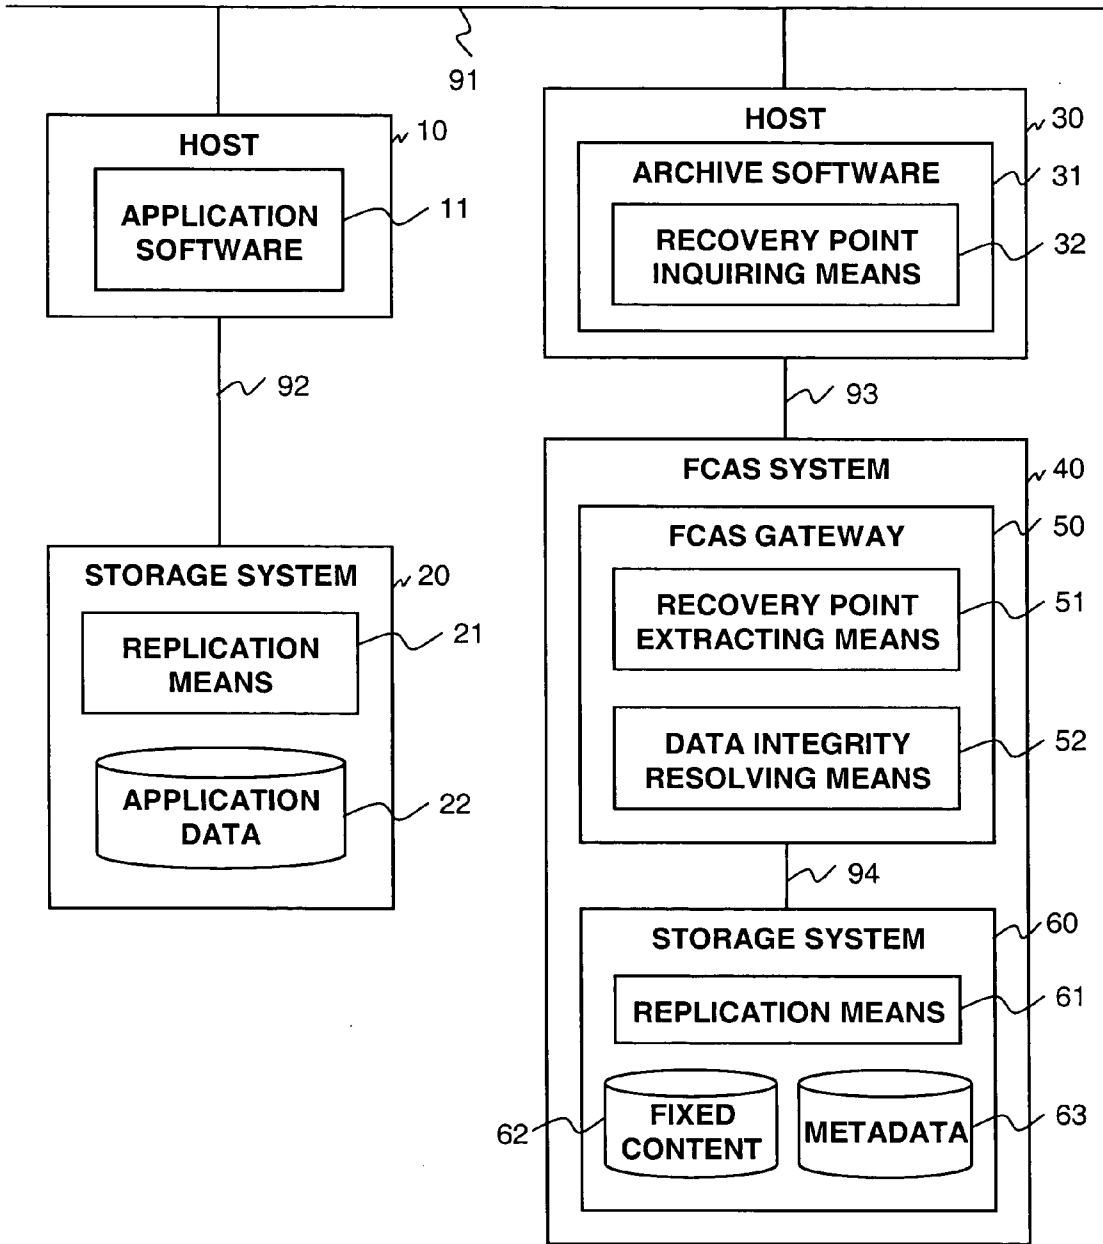 91
HOST
10
APPLICATION
SOFTWARE
11
92
STORAGE SYSTEM
20
REPLICATION
MEANS
21
APPLICATION
DATA
22
HOST
30
ARCHIVE SOFTWARE
31
RECOVERY POINT
INQUIRING MEANS
32
93
FCAS SYSTEM
40
FCAS GATEWAY
50
RECOVERY POINT
EXTRACTING MEANS
51
DATA INTEGRITY
RESOLVING MEANS
52
94
STORAGE SYSTEM
60
REPLICATION MEANS
61
FIXED
CONTENT
62
METADATA
63